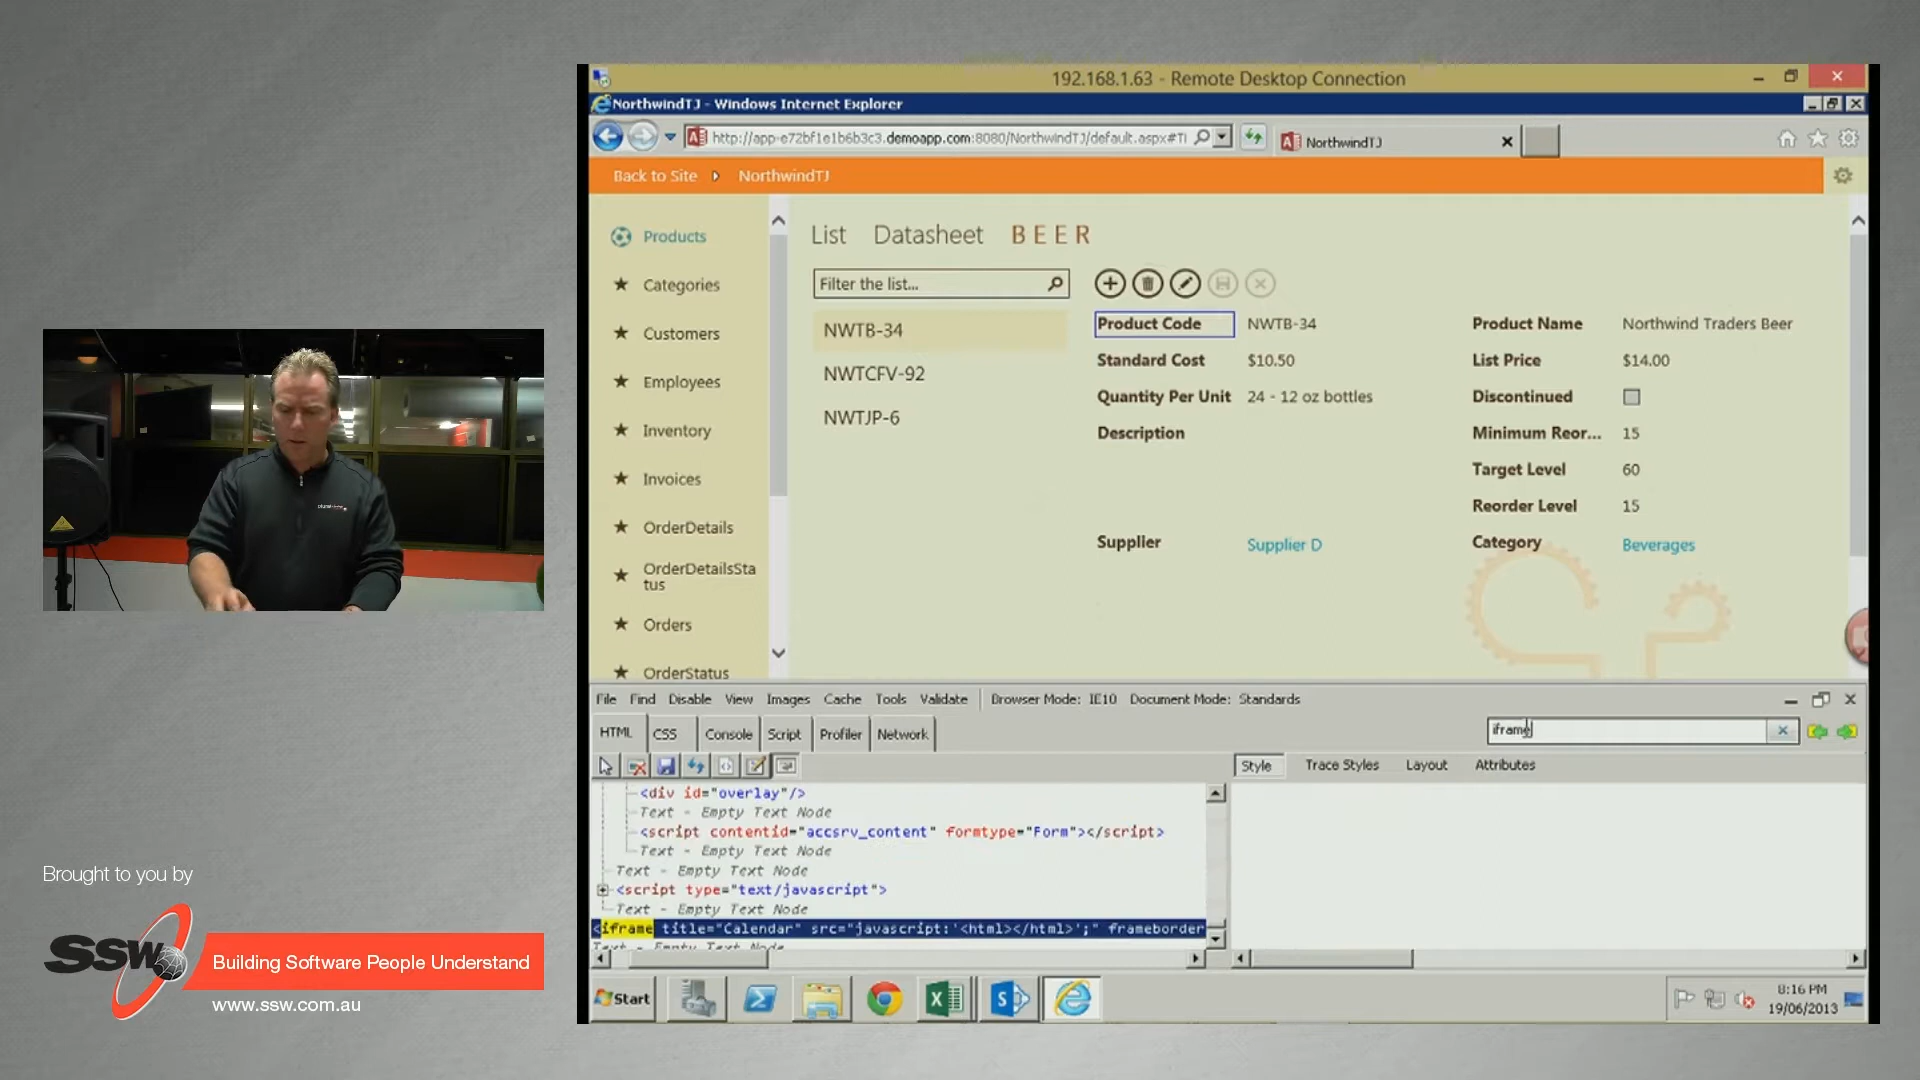 192.168.1.63 - Remote Desktop Connection
NorthwindTJ - Windows Internet Explorer
http://app-e72bf1e1b6b3c3.demoapp.com:8080/NorthwindTJ/default.aspx#Ti
NorthwindTJ
Back to Site
NorthwindTJ
Products
Categories
Customers
Employees
Inventory
Invoices
OrderDetails
OrderDetailsSta
tus
Orders
OrderStatus
List Datasheet BEER
Filter the list...
NWTB-34
NWTCFV-92
NWTJP-6
Product Code NWTB-34
Product Name Northwind Traders Beer
Standard Cost $10.50
List Price $14.00
Quantity Per Unit 24 - 12 oz bottles
Discontinued
Description
Minimum Reor... 15
Target Level 60
Reorder Level 15
Supplier Supplier D
Category Beverages
File Find Disable View Images Cache Tools Validate Browser Mode: IE10 Document Mode: Standards
HTML CSS Console Script Profiler Network
iframe
Style Trace Styles Layout Attributes
<div id="overlay"/>
Text - Empty Text Node
<script contentid="accsrv_content" formtype="Form"></script>
Text - Empty Text Node
Text - Empty Text Node
<script type="text/javascript">
Text - Empty Text Node
<iframe title="Calendar" src="javascript:'<html></html>';" frameborder
Text - Empty Text Node
Start
8:16 PM
19/06/2013
Brought to you by
SSW
Building Software People Understand
www.ssw.com.au